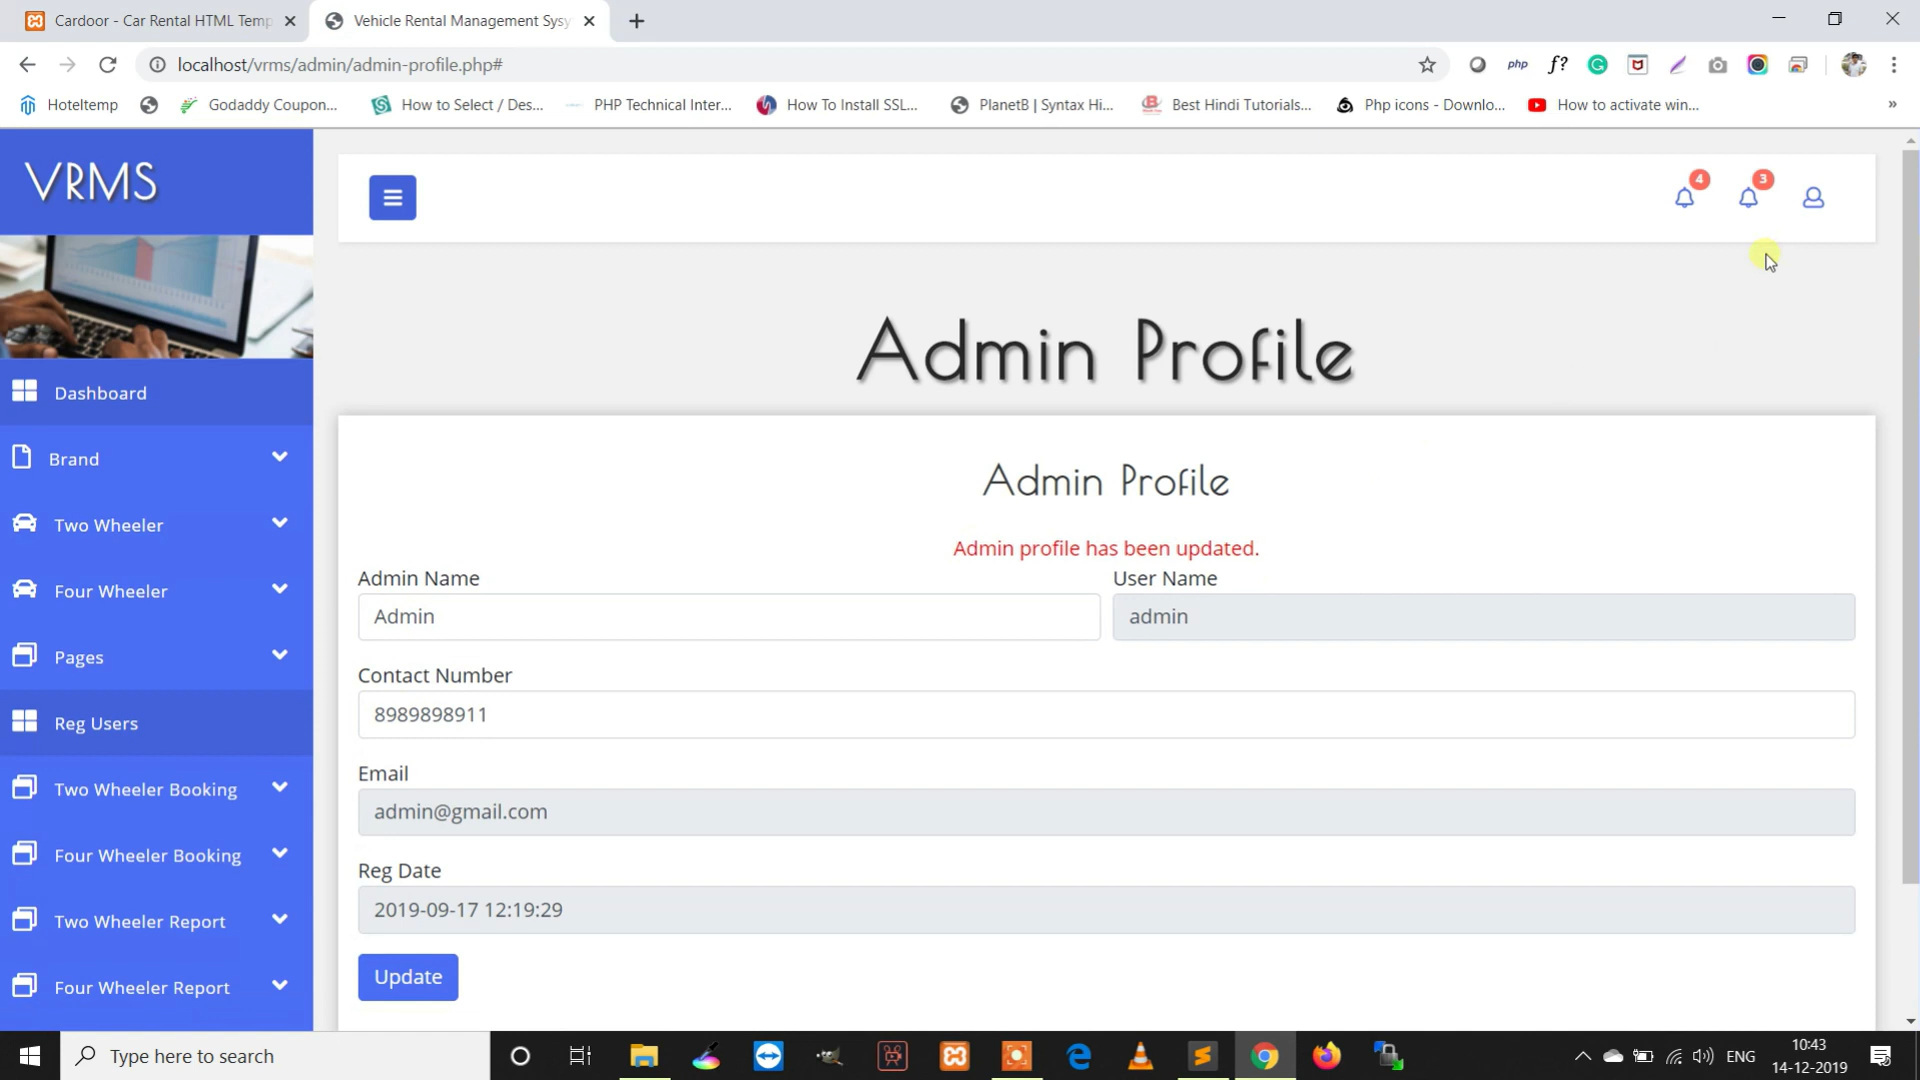 Cardoor - Car Rental HTML Temp
Vehicle Rental Management Sysy
localhost/vrms/admin/admin-profile.php#
php
f?
Hoteltemp
Godaddy Coupon...
How to Select / Des...
PHP Technical Inter...
How To Install SSL...
PlanetB | Syntax Hi...
Best Hindi Tutorials...
Php icons - Downlo...
How to activate win...
»
VRMS
4
3
Admin Profile
Dashboard
Brand
Two Wheeler
Four Wheeler
Pages
Reg Users
Two Wheeler Booking
Four Wheeler Booking
Two Wheeler Report
Four Wheeler Report
Admin Profile
Admin profile has been updated.
Admin Name
User Name
Admin
admin
Contact Number
8989898911
Email
admin@gmail.com
Reg Date
2019-09-17 12:19:29
Update
Type here to search
ENG
10:43
14-12-2019